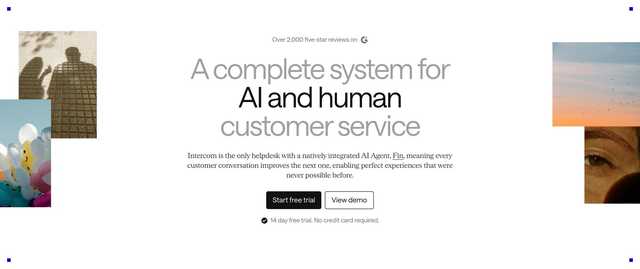 Over 2,000 five-star reviews on
A complete system for
AI and human
customer service
Intercom is the only helpdesk with a natively integrated AI Agent, Fin, meaning every
customer conversation improves the next one, enabling perfect experiences that were
never possible before.
Start free trial
View demo
14 day free trial. No credit card required.